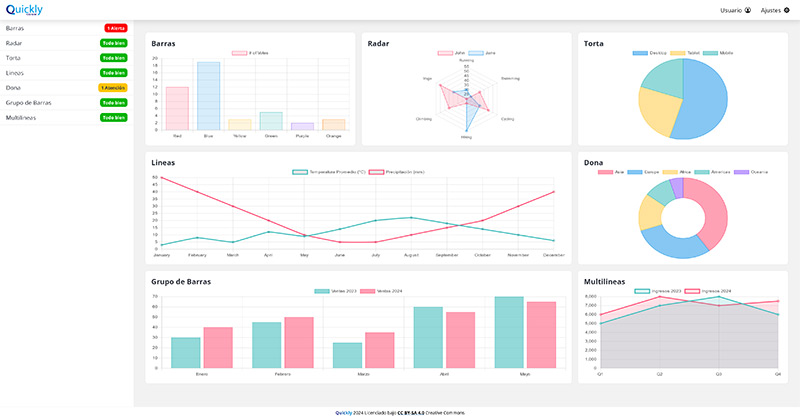 Quickly
Usuario
Ajustes
Barras
1 Alerta
Radar
Todo bien
Torta
Todo bien
Lineas
Todo bien
Dona
1 Atención
Grupo de Barras
Todo bien
Multilineas
Todo bien
Barras
# of Votes
20
18
16
14
12
10
8
6
4
2
0
Red Blue Yellow Green Purple Orange
Radar
John Jane
Running
Swimming
Cycling
Hiking
Climbing
Yoga
Torta
Desktop Tablet Mobile
Lineas
Temperatura Promedio (°C) Precipitación (mm)
50
45
40
35
30
25
20
15
10
5
0
January February March April May June July August September October November December
Dona
Asia Europe Africa Americas Oceania
Grupo de Barras
Ventas 2023 Ventas 2024
70
60
50
40
30
20
10
0
Enero Febrero Marzo Abril Mayo
Multilineas
Ingresos 2023 Ingresos 2024
8,000
7,000
6,000
5,000
4,000
3,000
2,000
1,000
0
Q1 Q2 Q3 Q4
Quickly 2024 Licenciado bajo CC BY-SA 4.0 Creative Commons